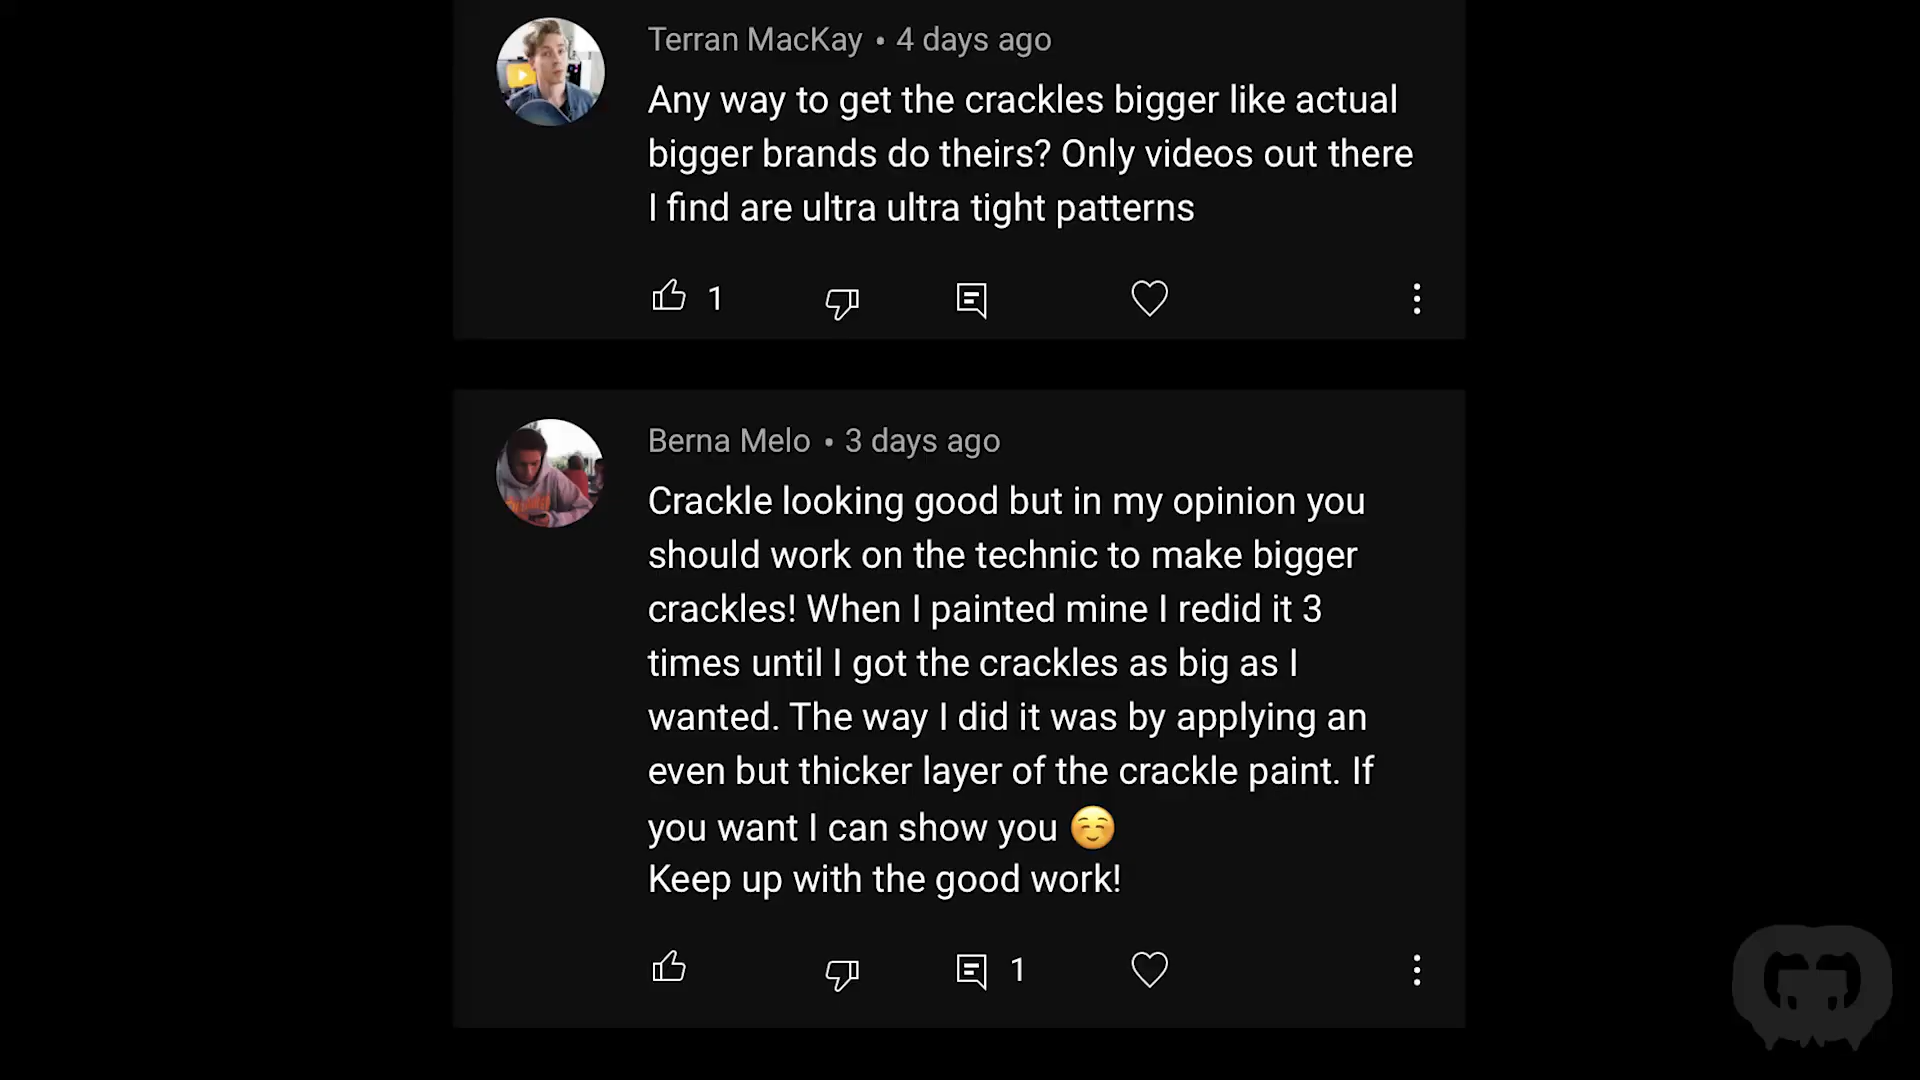 Terran MacKay • 4 days ago
Any way to get the crackles bigger like actual
bigger brands do theirs? Only videos out there
I find are ultra ultra tight patterns
1
Berna Melo • 3 days ago
Crackle looking good but in my opinion you
should work on the technic to make bigger
crackles! When I painted mine I redid it 3
times until I got the crackles as big as I
wanted. The way I did it was by applying an
even but thicker layer of the crackle paint. If
you want I can show you ☺️
Keep up with the good work!
1